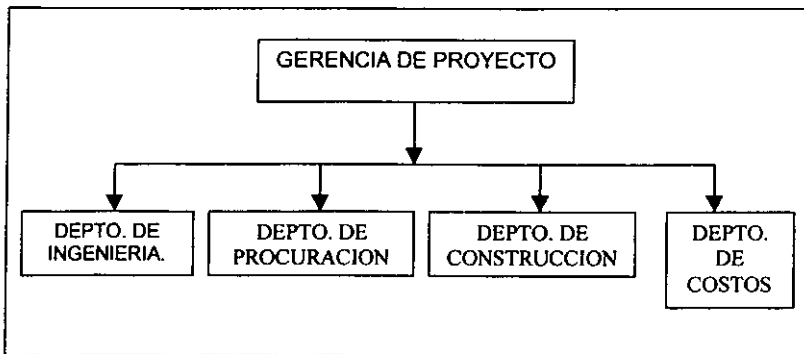 GERENCIA DE PROYECTO
DEPTO. DE
INGENIERIA.
DEPTO. DE
PROCURACION
DEPTO. DE
CONSTRUCCION
DEPTO.
DE
COSTOS